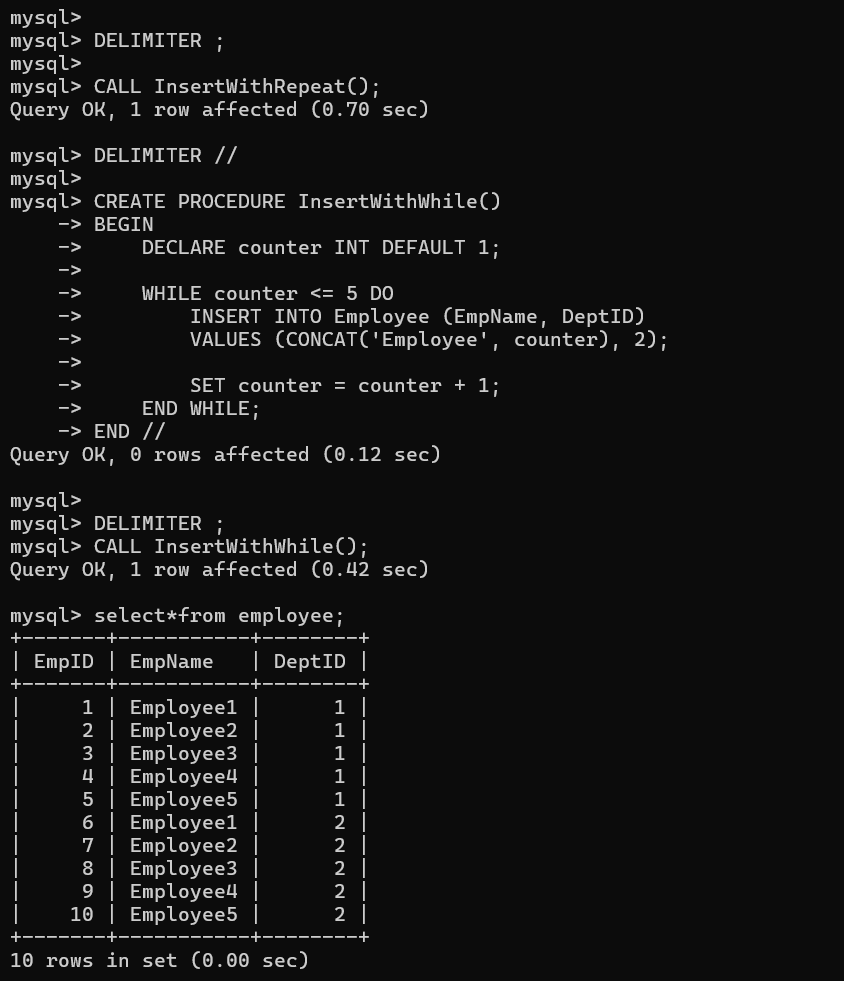 mysql>
mysql> DELIMITER ;
mysql>
mysql> CALL InsertWithRepeat();
Query OK, 1 row affected (0.70 sec)

mysql> DELIMITER //
mysql>
mysql> CREATE PROCEDURE InsertWithWhile()
    -> BEGIN
    ->     DECLARE counter INT DEFAULT 1;
    ->
    ->     WHILE counter <= 5 DO
    ->         INSERT INTO Employee (EmpName, DeptID)
    ->         VALUES (CONCAT('Employee', counter), 2);
    ->
    ->         SET counter = counter + 1;
    ->     END WHILE;
    -> END //
Query OK, 0 rows affected (0.12 sec)

mysql>
mysql> DELIMITER ;
mysql> CALL InsertWithWhile();
Query OK, 1 row affected (0.42 sec)

mysql> select*from employee;
+-------+-----------+--------+
| EmpID | EmpName   | DeptID |
+-------+-----------+--------+
|     1 | Employee1 |      1 |
|     2 | Employee2 |      1 |
|     3 | Employee3 |      1 |
|     4 | Employee4 |      1 |
|     5 | Employee5 |      1 |
|     6 | Employee1 |      2 |
|     7 | Employee2 |      2 |
|     8 | Employee3 |      2 |
|     9 | Employee4 |      2 |
|    10 | Employee5 |      2 |
+-------+-----------+--------+
10 rows in set (0.00 sec)